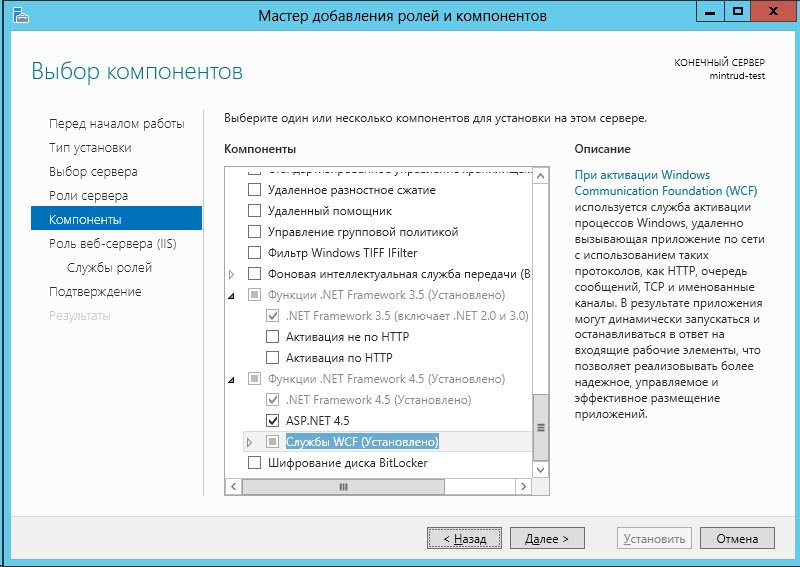 Мастер добавления ролей и компонентов
Выбор компонентов
КОНЕЧНЫЙ СЕРВЕР
mintrud-test
Перед началом работы
Тип установки
Выбор сервера
Роли сервера
Компоненты
Роль веб-сервера (IIS)
Службы ролей
Подтверждение
Результаты
Выберите один или несколько компонентов для установки на этом сервере.
Компоненты
Удаленное разностное сжатие
Удаленный помощник
Управление групповой политикой
Фильтр Windows TIFF IFilter
Фоновая интеллектуальная служба передачи (B
Функции .NET Framework 3.5 (Установлено)
.NET Framework 3.5 (включает .NET 2.0 и 3.0)
Активация не по HTTP
Активация по HTTP
Функции .NET Framework 4.5 (Установлено)
.NET Framework 4.5 (Установлено)
ASP.NET 4.5
Службы WCF (Установлено)
Шифрование диска BitLocker
Описание
При активации Windows
Communication Foundation (WCF)
используется служба активации
процессов Windows, удаленно
вызывающая приложение по сети
с использованием таких
протоколов, как HTTP, очередь
сообщений, TCP и именованные
каналы. В результате приложения
могут динамически запускаться и
останавливаться в ответ на
входящие рабочие элементы, что
позволяет реализовывать более
надежное, управляемое и
эффективное размещение
приложений.
< Назад
Далее >
Установить
Отмена